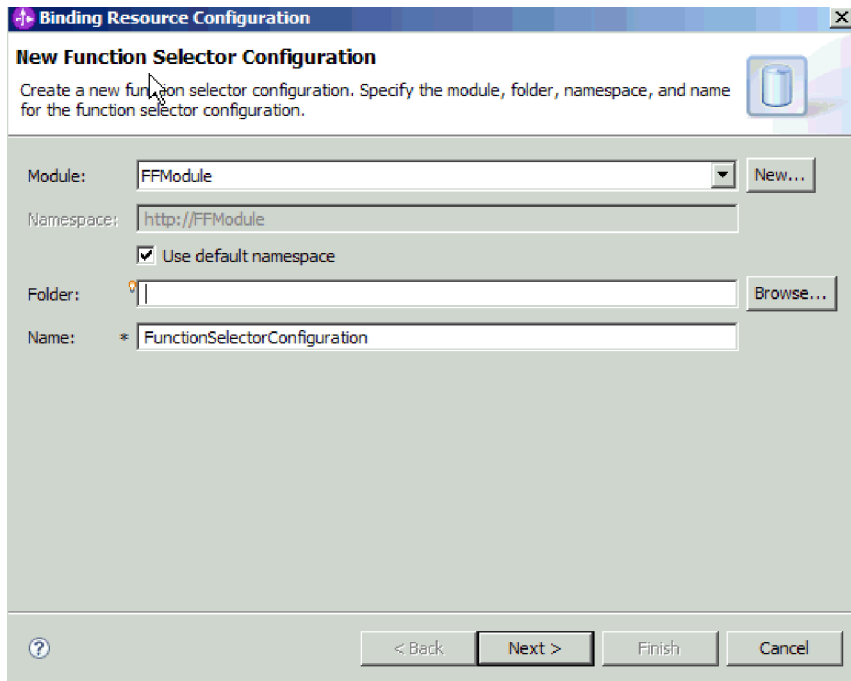 Binding Resource Configuration
New Function Selector Configuration
Create a new function selector configuration. Specify the module, folder, namespace, and name
for the function selector configuration.
Module: FFModule New...
Namespace: http://FFModule
Use default namespace
Folder: Browse...
Name: * FunctionSelectorConfiguration
? < Back Next > Finish Cancel